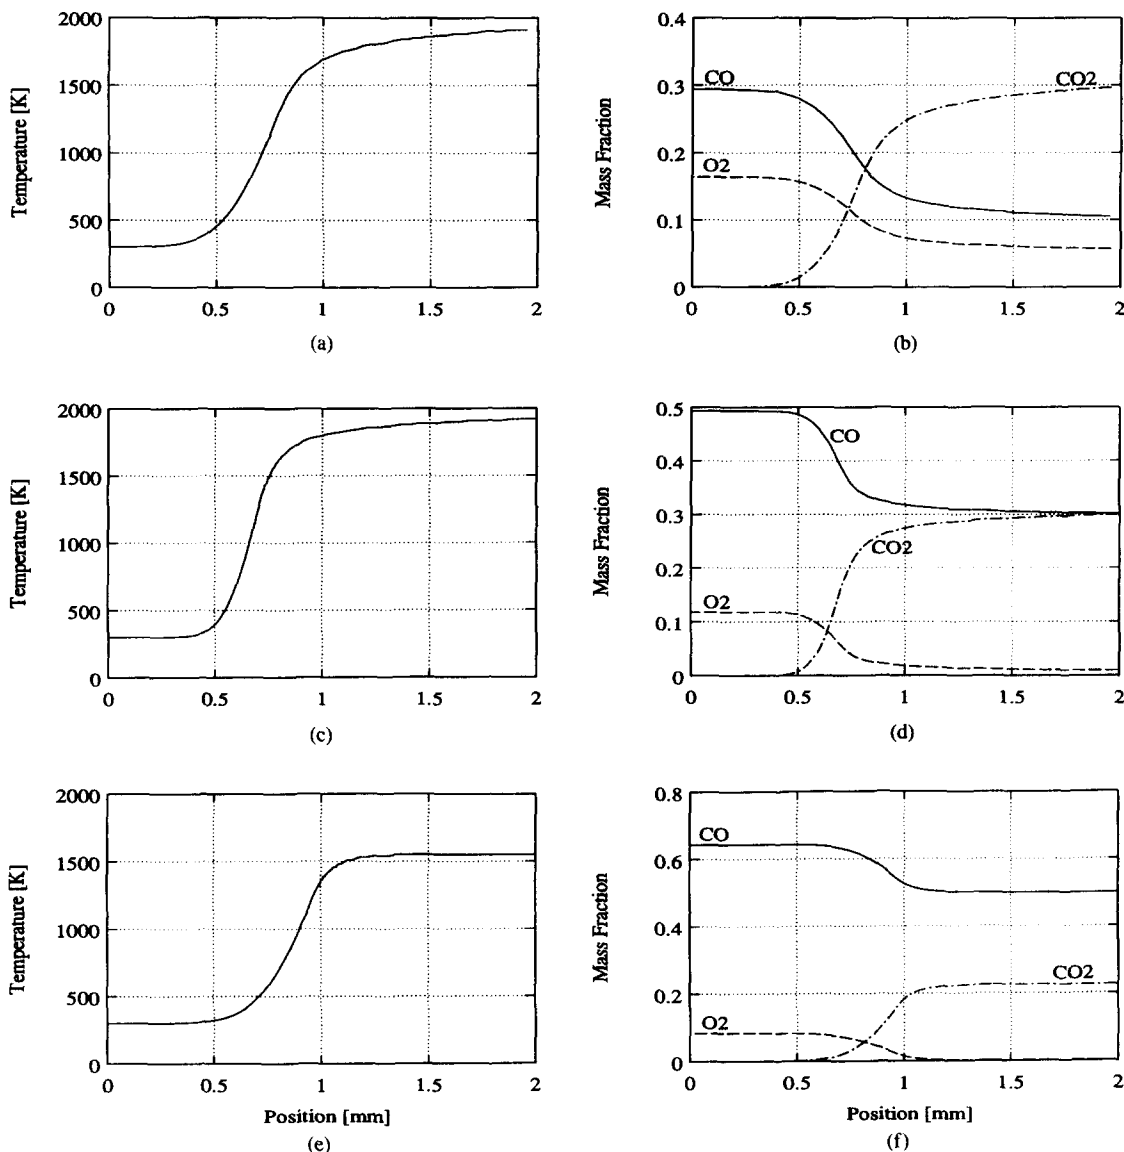 Temperature [K]
2000
1500
1000
500
0
0 0.5 1 1.5 2
(a)
Mass Fraction
0.4
0.3
0.2
0.1
0
CO
CO2
O2
0 0.5 1 1.5 2
(b)
Temperature [K]
2000
1500
1000
500
0
0 0.5 1 1.5 2
(c)
Mass Fraction
0.5
0.4
0.3
0.2
0.1
0
CO
CO2
O2
0 0.5 1 1.5 2
(d)
Temperature [K]
2000
1500
1000
500
0
0 0.5 1 1.5 2
Position [mm]
(e)
Mass Fraction
0.8
0.6
0.4
0.2
0
CO
CO2
O2
0 0.5 1 1.5 2
Position [mm]
(f)